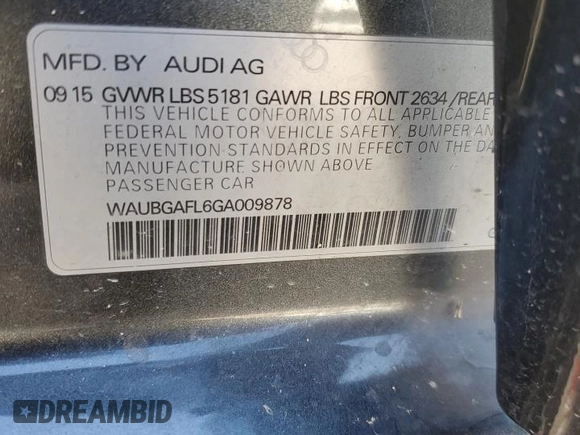 MFD. BY AUDI AG
09 15 GVWR LBS 5181 GAWR LBS FRONT 2634 /REAR
THIS VEHICLE CONFORMS TO ALL APPLICABLE
FEDERAL MOTOR VEHICLE SAFETY, BUMPER AN
PREVENTION STANDARDS IN EFFECT ON THE DA
MANUFACTURE SHOWN ABOVE
PASSENGER CAR
WAUBGAFL6GA009878
DREAMBID